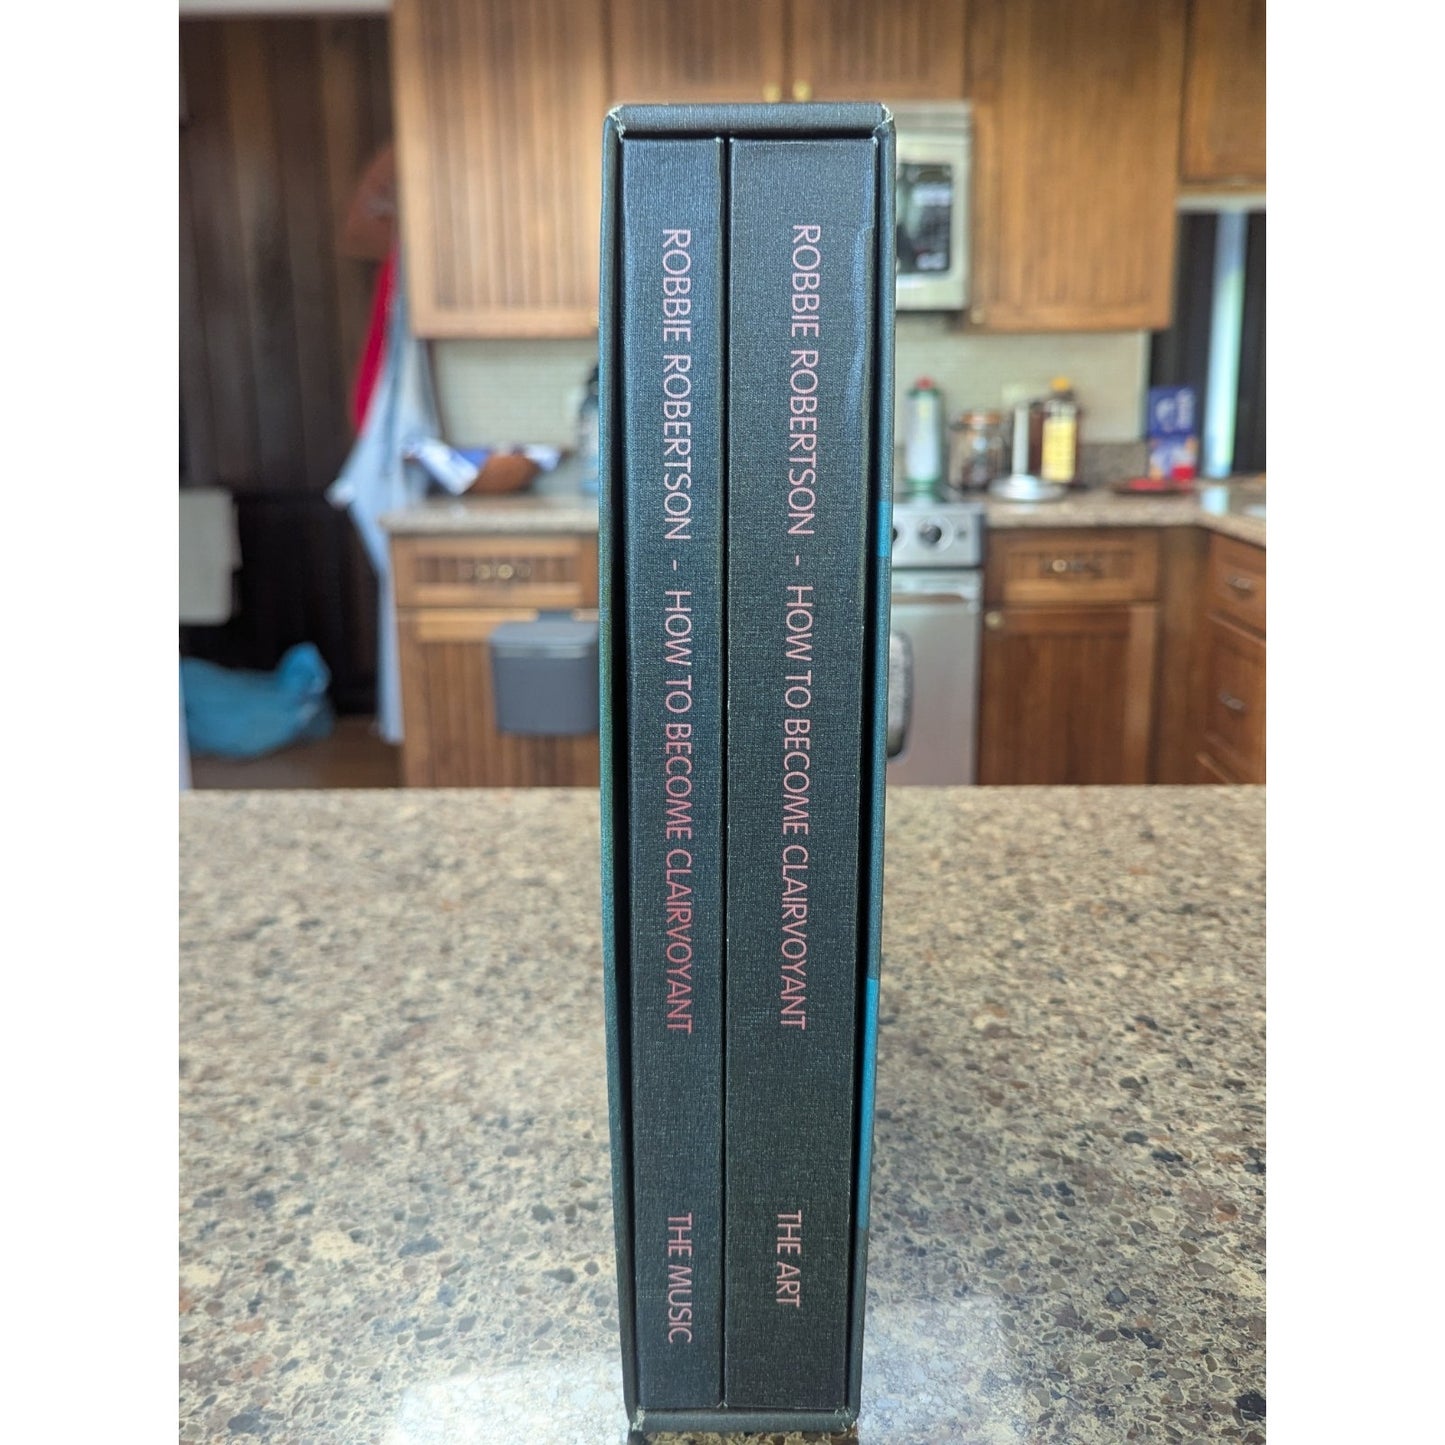 ROBBIE ROBERTSON - HOW TO BECOME CLAIRVOYANT THE MUSIC
ROBBIE ROBERTSON - HOW TO BECOME CLAIRVOYANT THE ART